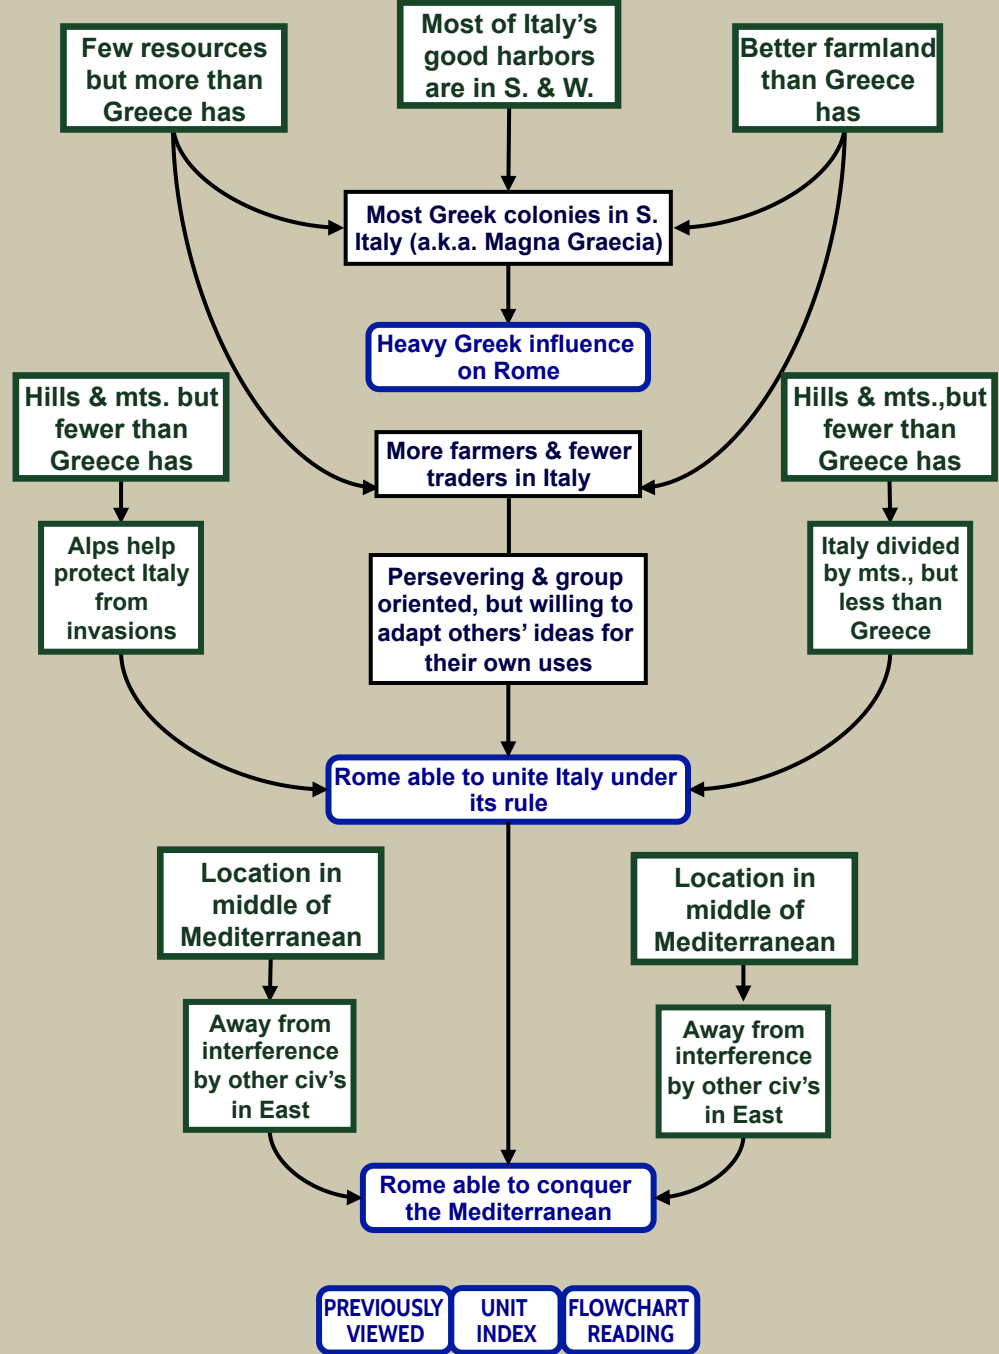 Few resources
but more than
Greece has
Most of Italy's
good harbors
are in S. & W.
Better farmland
than Greece
has
Most Greek colonies in S.
Italy (a.k.a. Magna Graecia)
Heavy Greek influence
on Rome
Hills & mts. but
fewer than
Greece has
More farmers & fewer
traders in Italy
Hills & mts.,but
fewer than
Greece has
Alps help
protect Italy
from
invasions
Persevering & group
oriented, but willing to
adapt others' ideas for
their own uses
Italy divided
by mts., but
less than
Greece
Rome able to unite Italy under
its rule
Location in
middle of
Mediterranean
Location in
middle of
Mediterranean
Away from
interference
by other civ's
in East
Away from
interference
by other civ's
in East
Rome able to conquer
the Mediterranean
PREVIOUSLY
VIEWED
UNIT
INDEX
FLOWCHART
READING